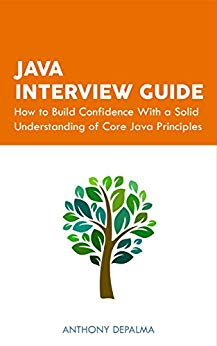 JAVA
INTERVIEW GUIDE
How to Build Confidence With a Solid
Understanding of Core Java Principles
ANTHONY DEPALMA